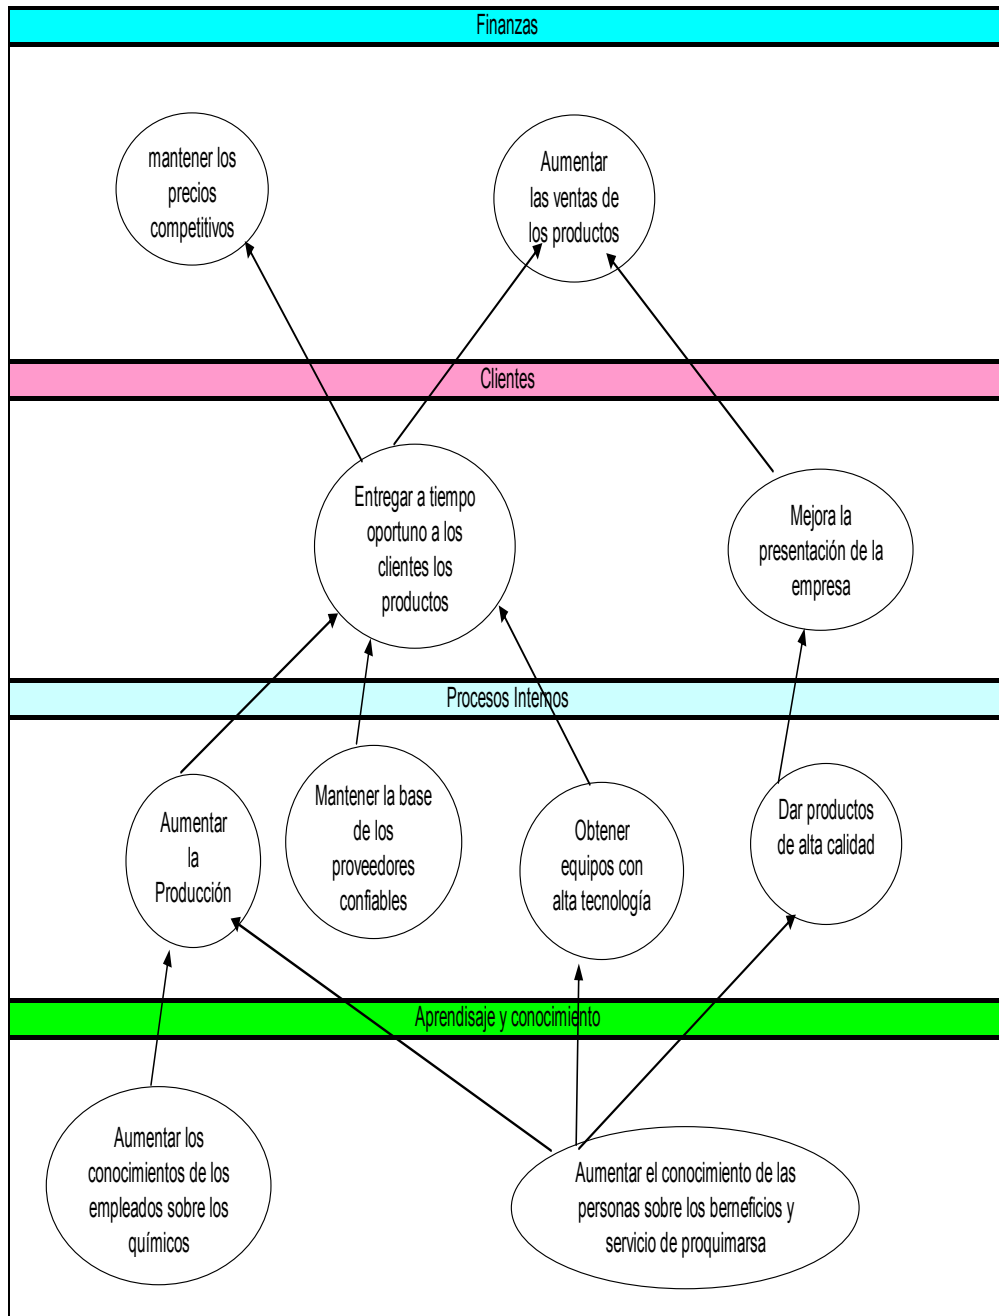 Finanzas
mantener los
precios
competitivos
Aumentar
las ventas de
los productos
Clientes
Entregar a tiempo
oportuno a los
clientes los
productos
Mejora la
presentación de la
empresa
Procesos Internos
Aumentar
la
Producción
Mantener la base
de los
proveedores
confiables
Obtener
equipos con
alta tecnología
Dar productos
de alta calidad
Aprendisaje y conocimiento
Aumentar los
conocimientos de los
empleados sobre los
químicos
Aumentar el conocimiento de las
personas sobre los berneficios y
servicio de proquimarsa